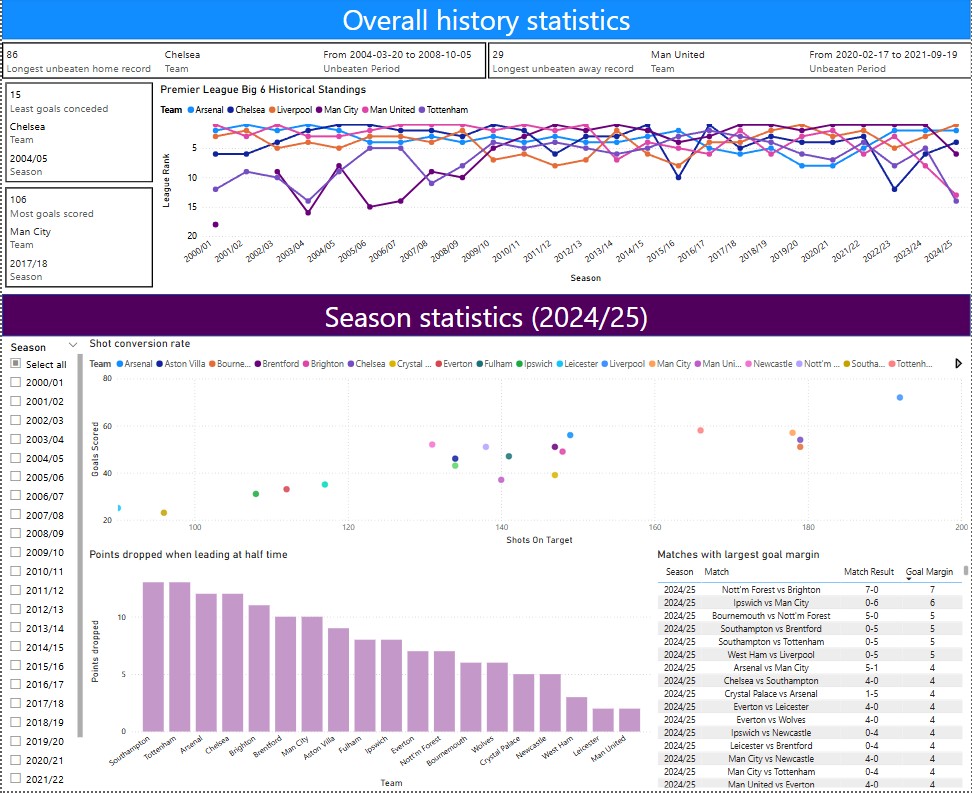 Overall history statistics
86 Chelsea From 2004-03-20 to 2008-10-05
Longest unbeaten home record Team Unbeaten Period
29 Man United From 2020-02-17 to 2021-09-19
Longest unbeaten away record Team Unbeaten Period
15
Least goals conceded
Chelsea
Team
2004/05
Season
106
Most goals scored
Man City
Team
2017/18
Season
Premier League Big 6 Historical Standings
Team Arsenal Chelsea Liverpool Man City Man United Tottenham
League Rank
5
10
15
20
2000/01 2001/02 2002/03 2003/04 2004/05 2005/06 2006/07 2007/08 2008/09 2009/10 2010/11 2011/12 2012/13 2013/14 2014/15 2015/16 2016/17 2017/18 2018/19 2019/20 2020/21 2021/22 2022/23 2023/24 2024/25
Season
Season statistics (2024/25)
Season
Select all
2000/01
2001/02
2002/03
2003/04
2004/05
2005/06
2006/07
2007/08
2008/09
2009/10
2010/11
2011/12
2012/13
2013/14
2014/15
2015/16
2016/17
2017/18
2018/19
2019/20
2020/21
2021/22
Shot conversion rate
Team Arsenal Aston Villa Bourne... Brentford Brighton Chelsea Crystal ... Everton Fulham Ipswich Leicester Liverpool Man City Man Uni... Newcastle Nott'm ... Southa... Tottenh...
Goals Scored
80
60
40
20
100 120 140 160 180 200
Shots On Target
Points dropped when leading at half time
Points dropped
10
5
0
Southampton Tottenham Arsenal Chelsea Brighton Brentford Man City Aston Villa Fulham Ipswich Everton Nott'm Forest Bournemouth Wolves Crystal Palace Newcastle West Ham Leicester Man United
Team
Matches with largest goal margin
Season Match Match Result Goal Margin
2024/25 Nott'm Forest vs Brighton 7-0 7
2024/25 Ipswich vs Man City 0-6 6
2024/25 Bournemouth vs Nott'm Forest 5-0 5
2024/25 Southampton vs Brentford 0-5 5
2024/25 Southampton vs Tottenham 0-5 5
2024/25 West Ham vs Liverpool 0-5 5
2024/25 Arsenal vs Man City 5-1 4
2024/25 Chelsea vs Southampton 4-0 4
2024/25 Crystal Palace vs Arsenal 1-5 4
2024/25 Everton vs Leicester 4-0 4
2024/25 Everton vs Wolves 4-0 4
2024/25 Ipswich vs Newcastle 0-4 4
2024/25 Leicester vs Brentford 0-4 4
2024/25 Man City vs Newcastle 4-0 4
2024/25 Man City vs Tottenham 0-4 4
2024/25 Man United vs Everton 4-0 4